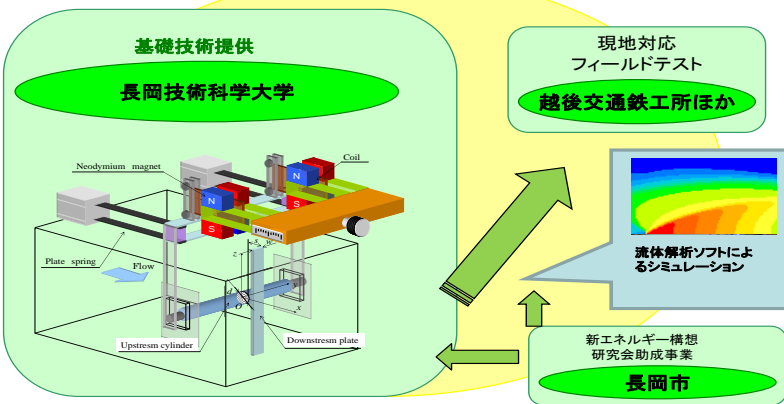 基礎技術提供
長岡技術科学大学
Neodymium magnet
Coil
N
N
S
S
Plate spring
Flow
z
s
w
d
O
y
x
Upstresm cylinder
Downstresm plate
現地対応
フィールドテスト
越後交通鉄工所ほか
流体解析ソフトによ
るシミュレーション
新エネルギー構想
研究会助成事業
長岡市